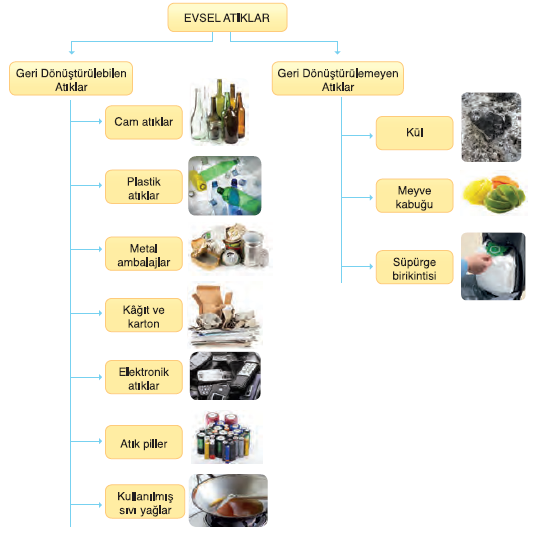 EVSEL ATIKLAR
Geri Dönüştürülebilen
Atıklar
Cam atıklar
Plastik
atıklar
Metal
ambalajlar
Kâğıt ve
karton
Elektronik
atıklar
Atık piller
Kullanılmış
sıvı yağlar
Geri Dönüştürülemeyen
Atıklar
Kül
Meyve
kabuğu
Süpürge
birikintisi